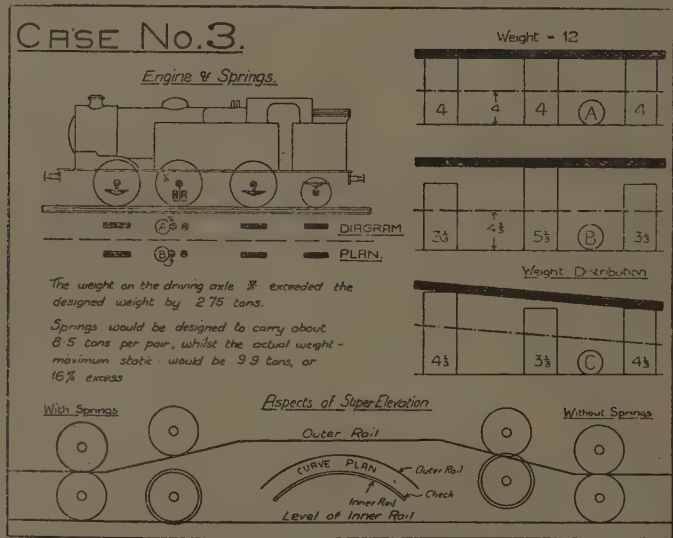 CASE No.3.
Engine & Springs.
A
DIAGRAM
B
PLAN.
The weight on the driving axle ※ exceeded the
designed weight by 2 75 tons.
Springs would be designed to carry about
8·5 tons per pair, whilst the actual weight -
maximum static - would be 9 9 tons, or
16% excess
Weight - 12
4 4 4 A 4
3⅓ 4⅓ 5⅓ B 3⅓
Weight Distribution
4⅓ 3⅓ C 4⅓
Aspects of Super Elevation
With Springs
Without Springs
Outer Rail
CURVE PLAN
Outer Rail
Inner Rail
Check
Level of Inner Rail